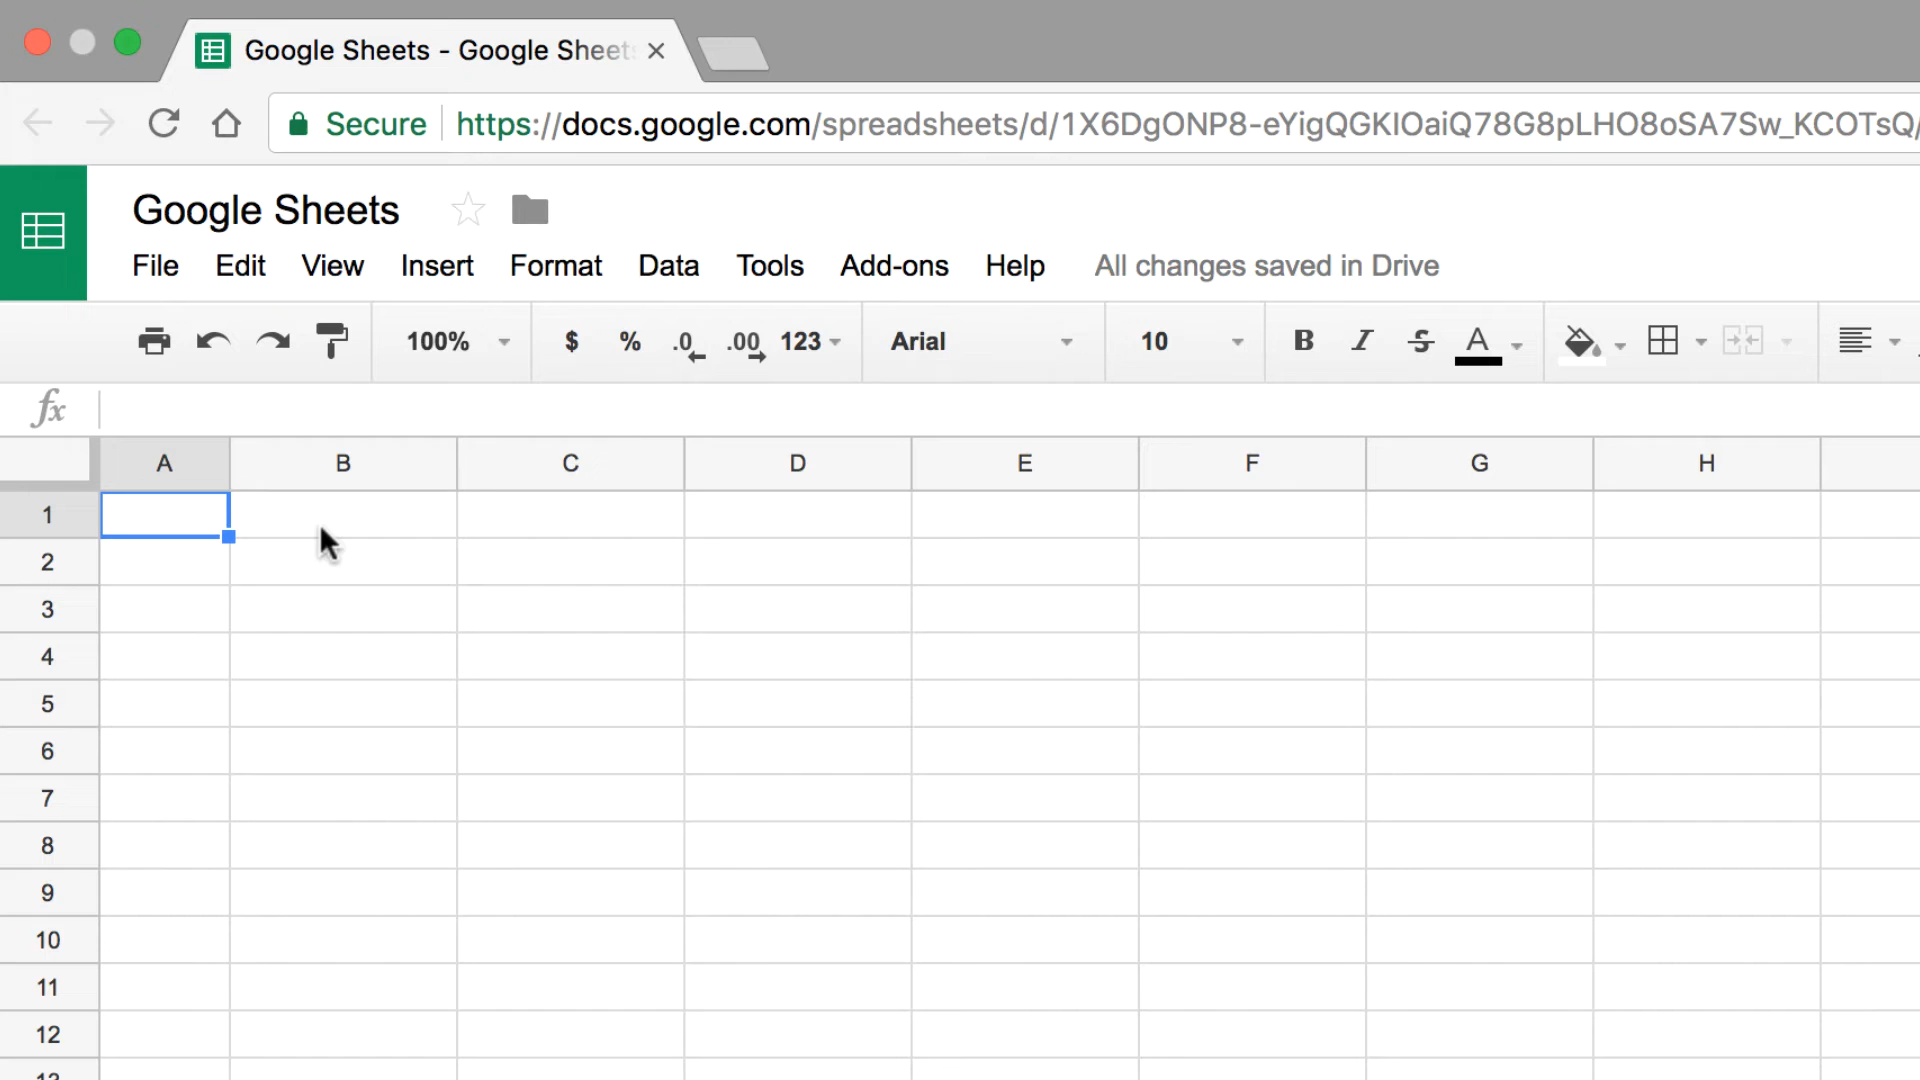 Google Sheets - Google Sheets
Secure https://docs.google.com/spreadsheets/d/1X6DgONP8-eYigQGKIOaiQ78G8pLHO8oSA7Sw_KCOTsQ/
Google Sheets
File Edit View Insert Format Data Tools Add-ons Help All changes saved in Drive
100% $ % .0 .00 123 Arial 10 B I S A
fx
A B C D E F G H
1
2
3
4
5
6
7
8
9
10
11
12
13